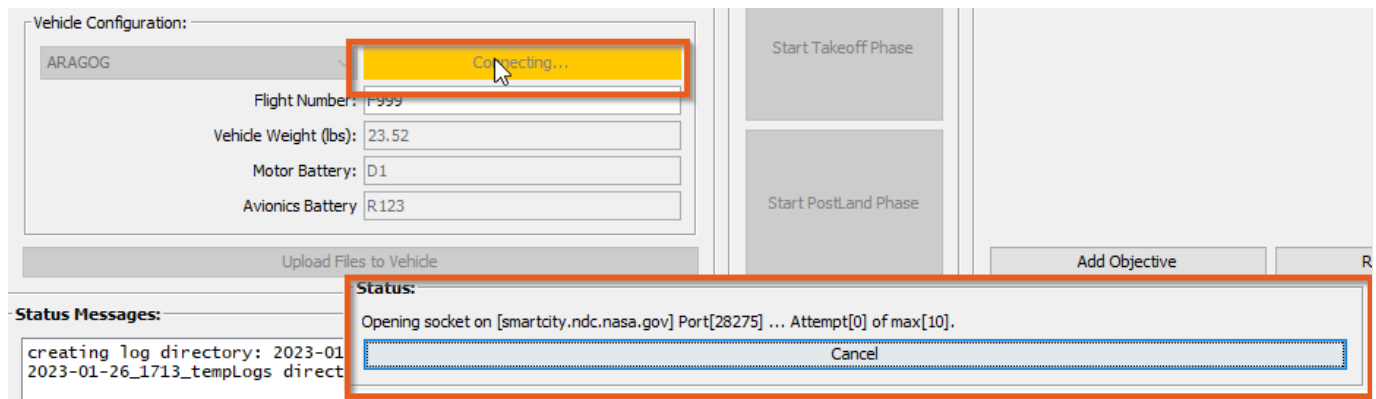 Vehicle Configuration:
ARAGOG
Connecting...
Flight Number: F999
Vehicle Weight (lbs): 23.52
Motor Battery: D1
Avionics Battery R123
Upload Files to Vehicle
Start Takeoff Phase
Start PostLand Phase
Add Objective
R
Status Messages:
creating log directory: 2023-01
2023-01-26_1713_tempLogs direct
Status:
Opening socket on [smartcity.ndc.nasa.gov] Port[28275] ... Attempt[0] of max[10].
Cancel